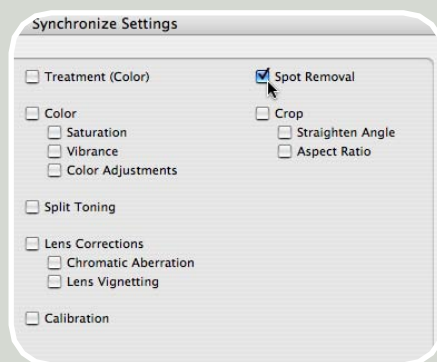 Synchronize Settings
Treatment (Color)
Color
Saturation
Vibrance
Color Adjustments
Split Toning
Lens Corrections
Chromatic Aberration
Lens Vignetting
Calibration
Spot Removal
Crop
Straighten Angle
Aspect Ratio